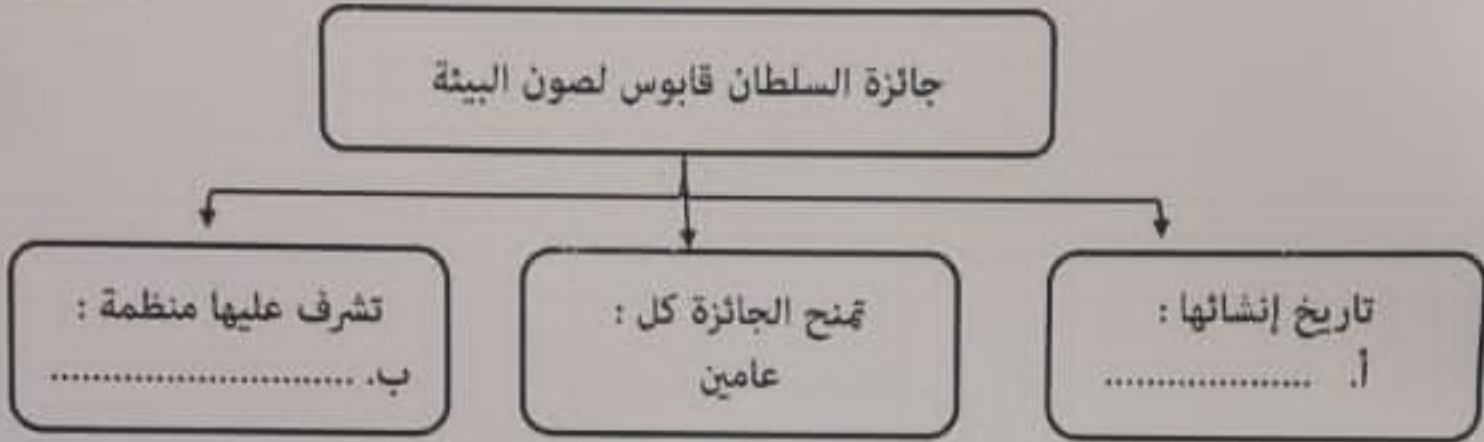 جائزة السلطان قابوس لصون البيئة
تاريخ إنشائها :
أ. ....................
تمنح الجائزة كل :
عامين
تشرف عليها منظمة :
ب. .............................